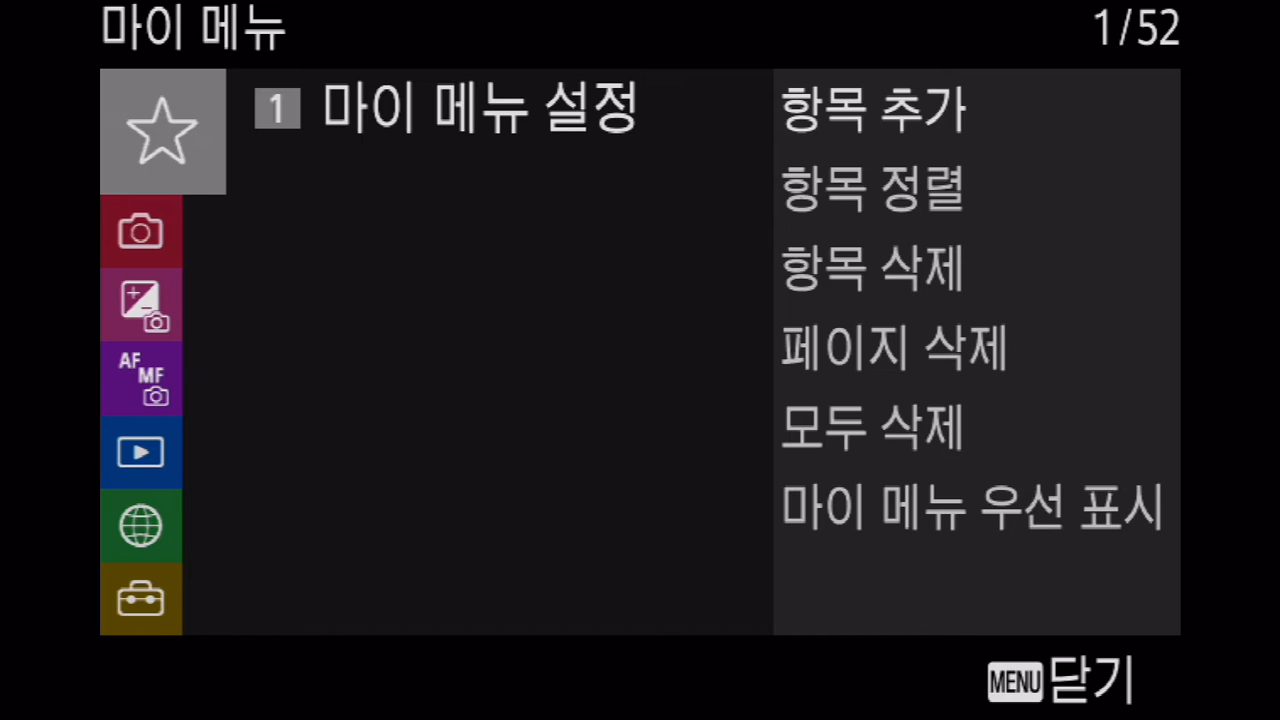 마이 메뉴 1/52
1 마이 메뉴 설정
항목 추가
항목 정렬
항목 삭제
페이지 삭제
모두 삭제
마이 메뉴 우선 표시
AF
MF
MENU 닫기